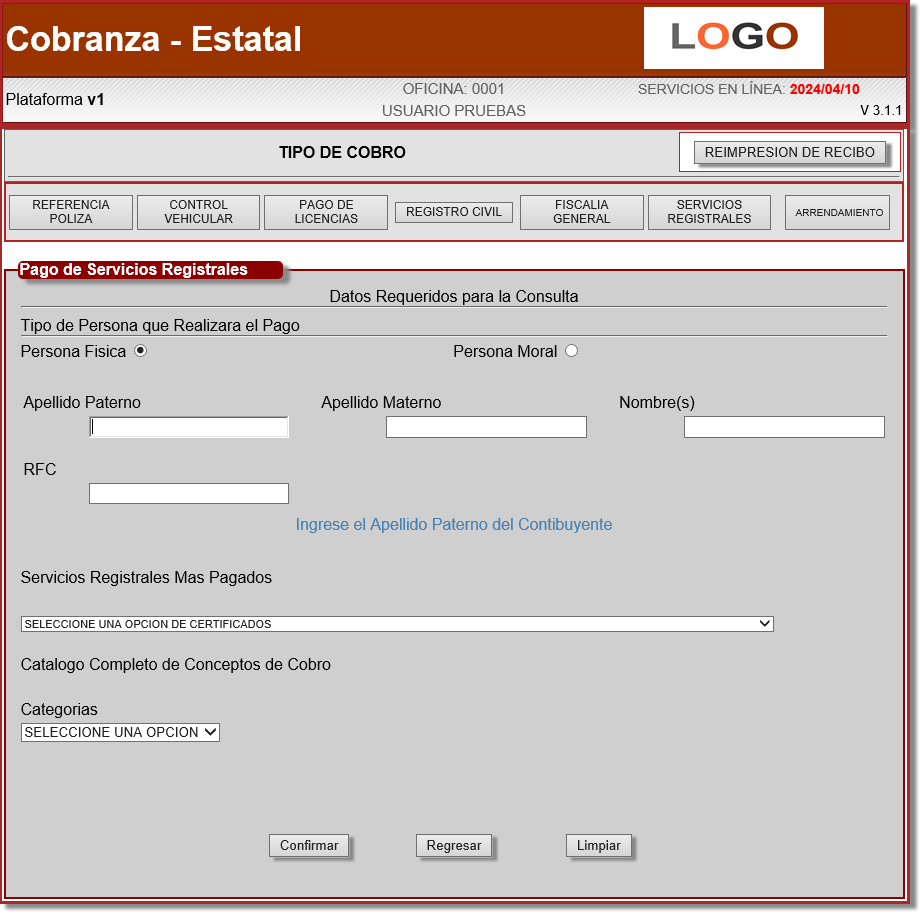 Cobranza - Estatal
LOGO
Plataforma v1
OFICINA: 0001
USUARIO PRUEBAS
SERVICIOS EN LÍNEA: 2024/04/10
V 3.1.1
TIPO DE COBRO
REIMPRESION DE RECIBO
REFERENCIA
POLIZA
CONTROL
VEHICULAR
PAGO DE
LICENCIAS
REGISTRO CIVIL
FISCALIA
GENERAL
SERVICIOS
REGISTRALES
ARRENDAMIENTO
Pago de Servicios Registrales
Datos Requeridos para la Consulta
Tipo de Persona que Realizara el Pago
Persona Fisica
Persona Moral
Apellido Paterno
Apellido Materno
Nombre(s)
RFC
Ingrese el Apellido Paterno del Contibuyente
Servicios Registrales Mas Pagados
SELECCIONE UNA OPCION DE CERTIFICADOS
Catalogo Completo de Conceptos de Cobro
Categorias
SELECCIONE UNA OPCION
Confirmar
Regresar
Limpiar